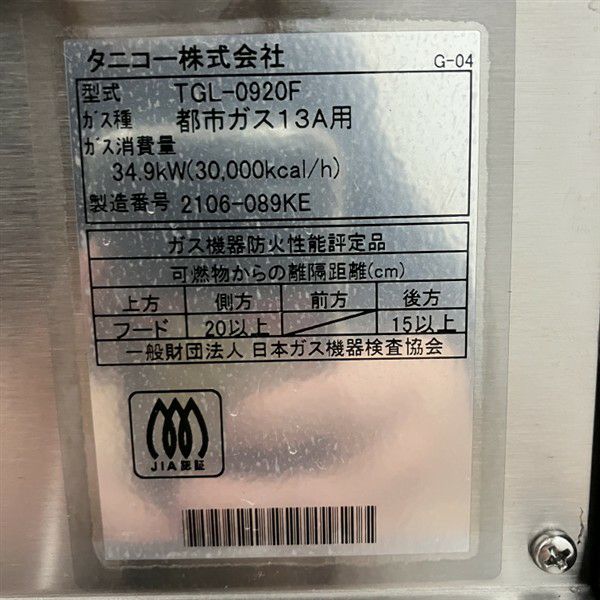 タニコー株式会社
G-04
型式 TGL-0920F
ガス種 都市ガス13A用
ガス消費量
34.9kW(30,000kcal/h)
製造番号 2106-089KE
ガス機器防火性能評定品
可燃物からの離隔距離(cm)
上方 側方 前方 後方
フード 20以上 15以上
一般財団法人 日本ガス機器検査協会
JIA認証